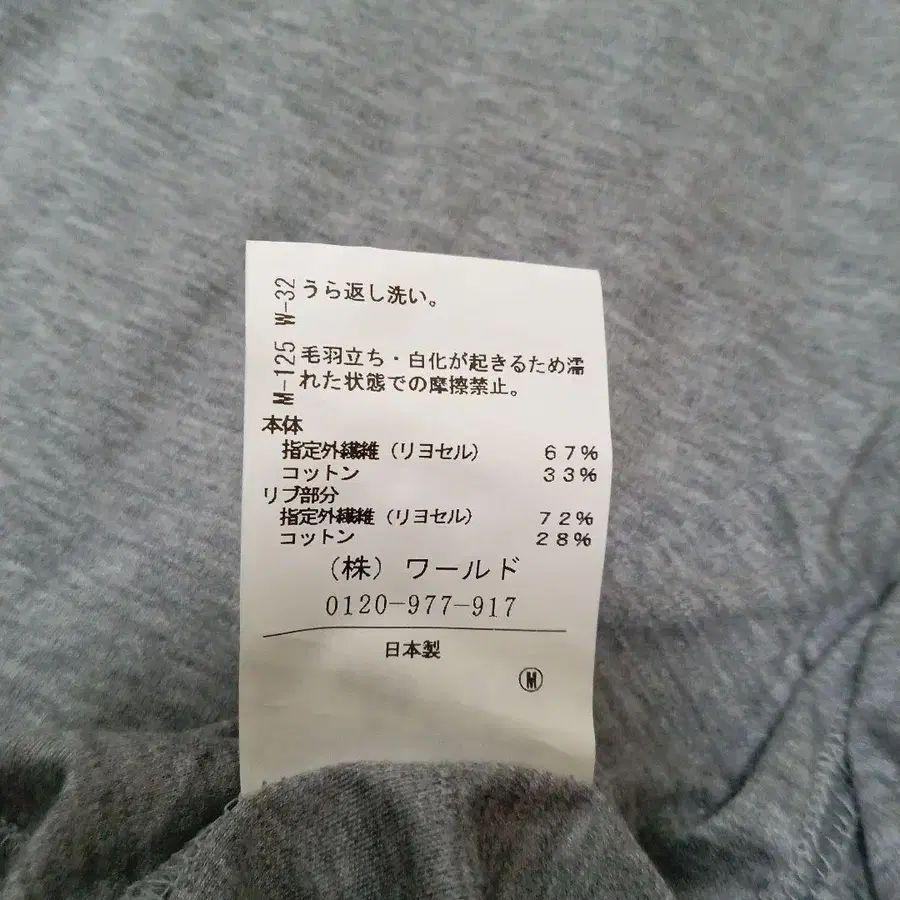 W-32
うら返し洗い。
M-125
毛羽立ち・白化が起きるため濡
れた状態での摩擦禁止。
本体
指定外繊維（リヨセル） 67%
コットン 33%
リブ部分
指定外繊維（リヨセル） 72%
コットン 28%
（株）ワールド
0120-977-917
日本製
Ⓜ